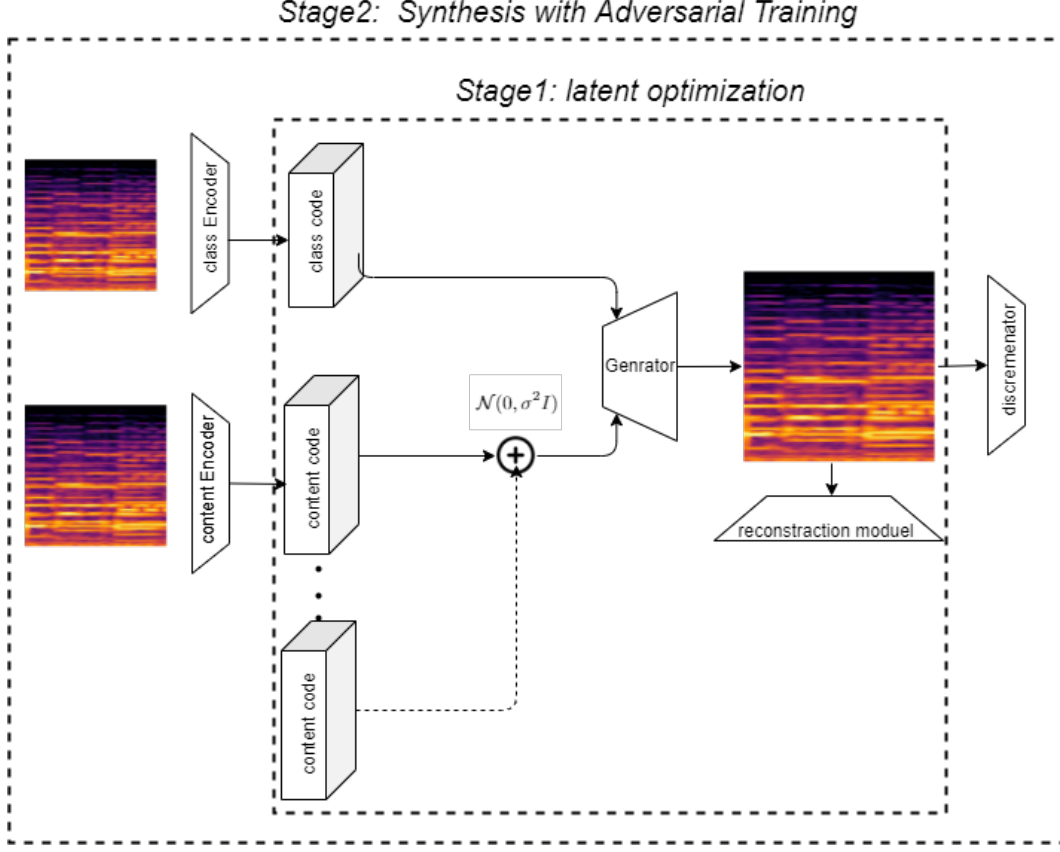 Stage2: Synthesis with Adversarial Training
Stage1: latent optimization
class Encoder
class code
Genrator
discremenator
content Encoder
content code
𝒩(0, σ²I)
+
reconstraction moduel
content code